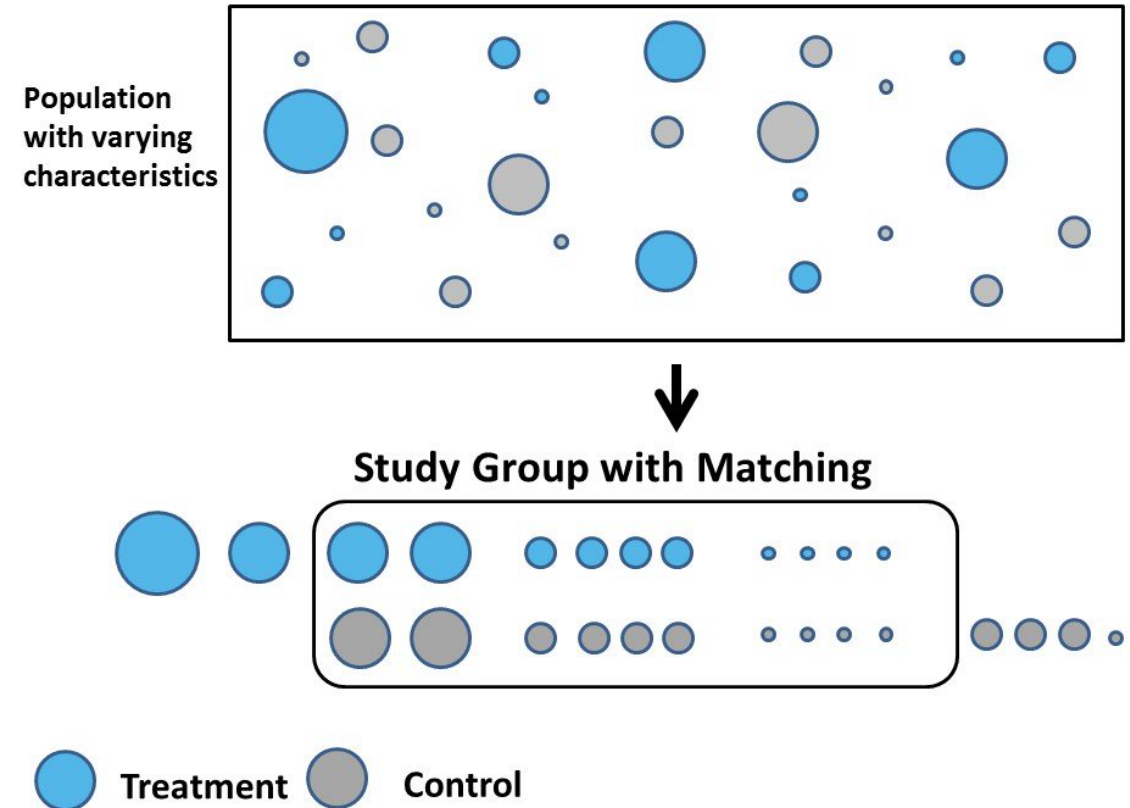 Population
with varying
characteristics
Study Group with Matching
Treatment
Control